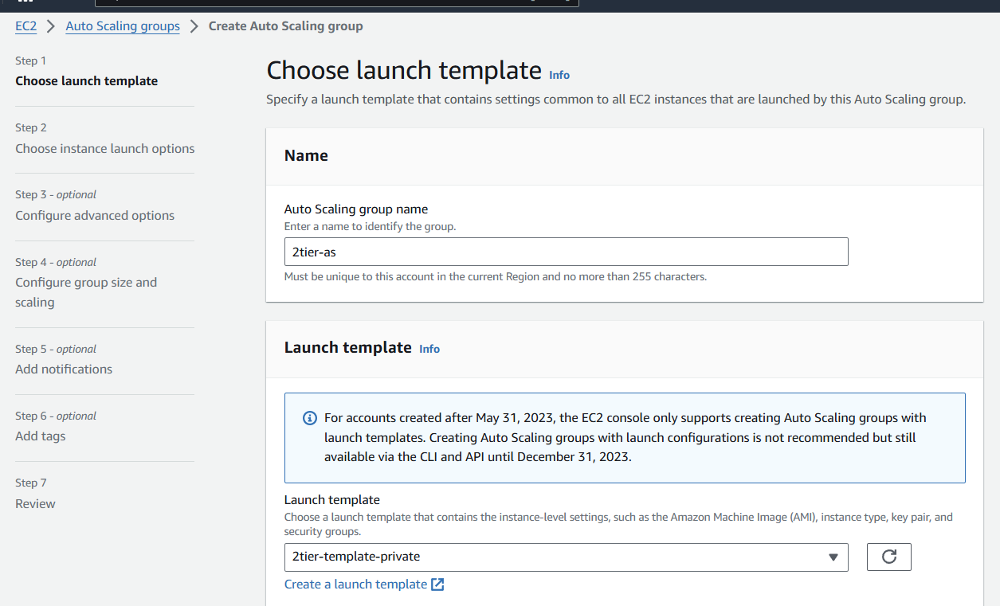 EC2 > Auto Scaling groups > Create Auto Scaling group
Step 1
Choose launch template
Step 2
Choose instance launch options
Step 3 - optional
Configure advanced options
Step 4 - optional
Configure group size and
scaling
Step 5 - optional
Add notifications
Step 6 - optional
Add tags
Step 7
Review
Choose launch template Info
Specify a launch template that contains settings common to all EC2 instances that are launched by this Auto Scaling group.
Name
Auto Scaling group name
Enter a name to identify the group.
2tier-as
Must be unique to this account in the current Region and no more than 255 characters.
Launch template Info
For accounts created after May 31, 2023, the EC2 console only supports creating Auto Scaling groups with
launch templates. Creating Auto Scaling groups with launch configurations is not recommended but still
available via the CLI and API until December 31, 2023.
Launch template
Choose a launch template that contains the instance-level settings, such as the Amazon Machine Image (AMI), instance type, key pair, and
security groups.
2tier-template-private
Create a launch template